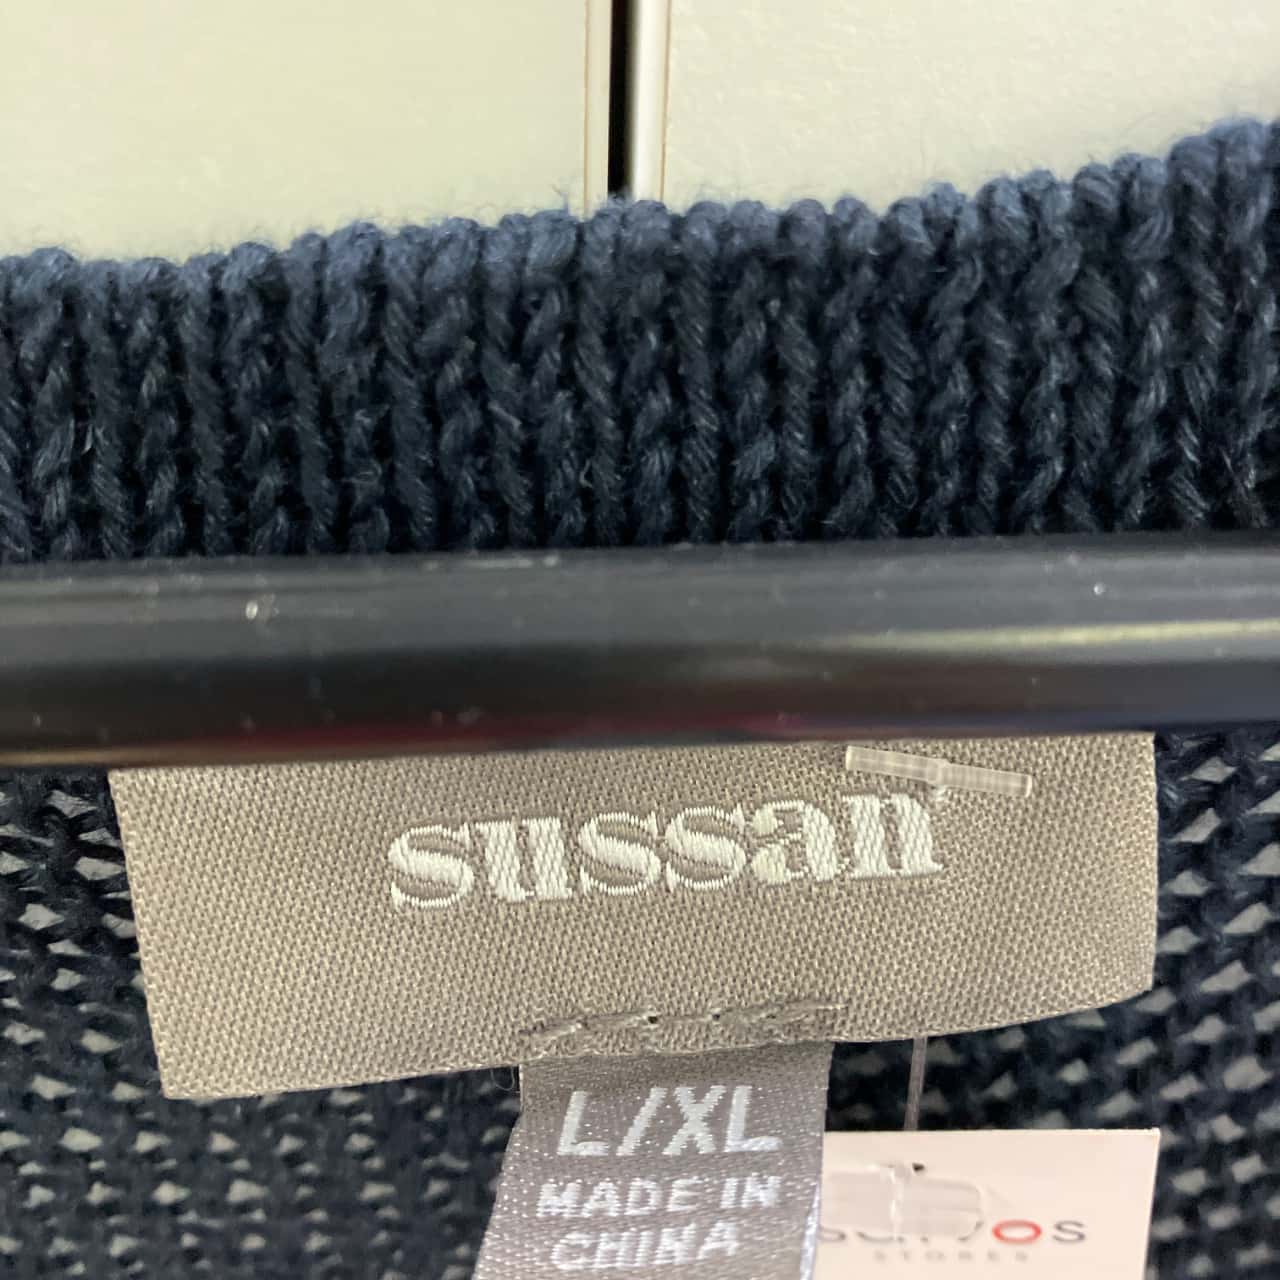 sussan
L/XL
MADE IN
CHINA
STORES